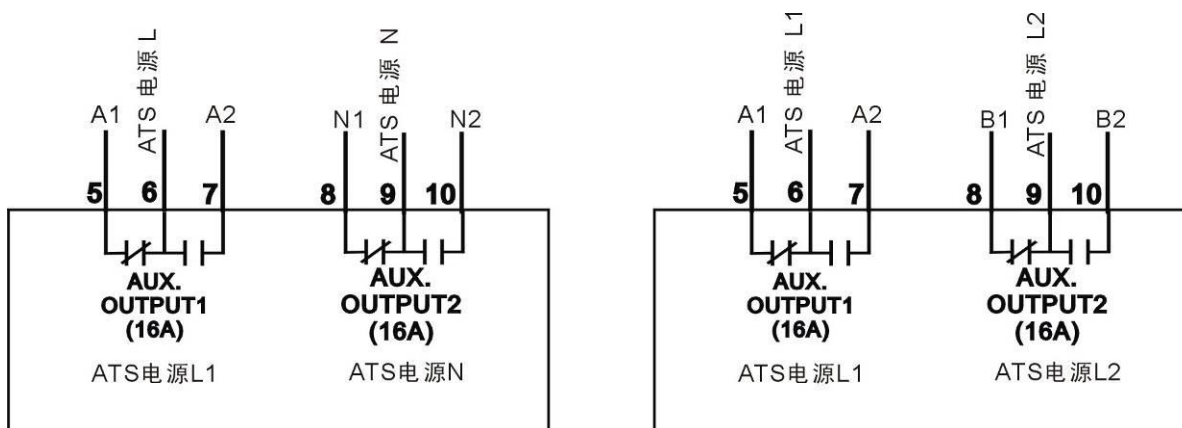 A1
ATS 电源 L
A2
N1
ATS 电源 N
N2
5
6
7
8
9
10
AUX.
OUTPUT1
(16A)
AUX.
OUTPUT2
(16A)
ATS电源L1
ATS电源N
A1
ATS 电源 L1
A2
B1
ATS 电源 L2
B2
5
6
7
8
9
10
AUX.
OUTPUT1
(16A)
AUX.
OUTPUT2
(16A)
ATS电源L1
ATS电源L2